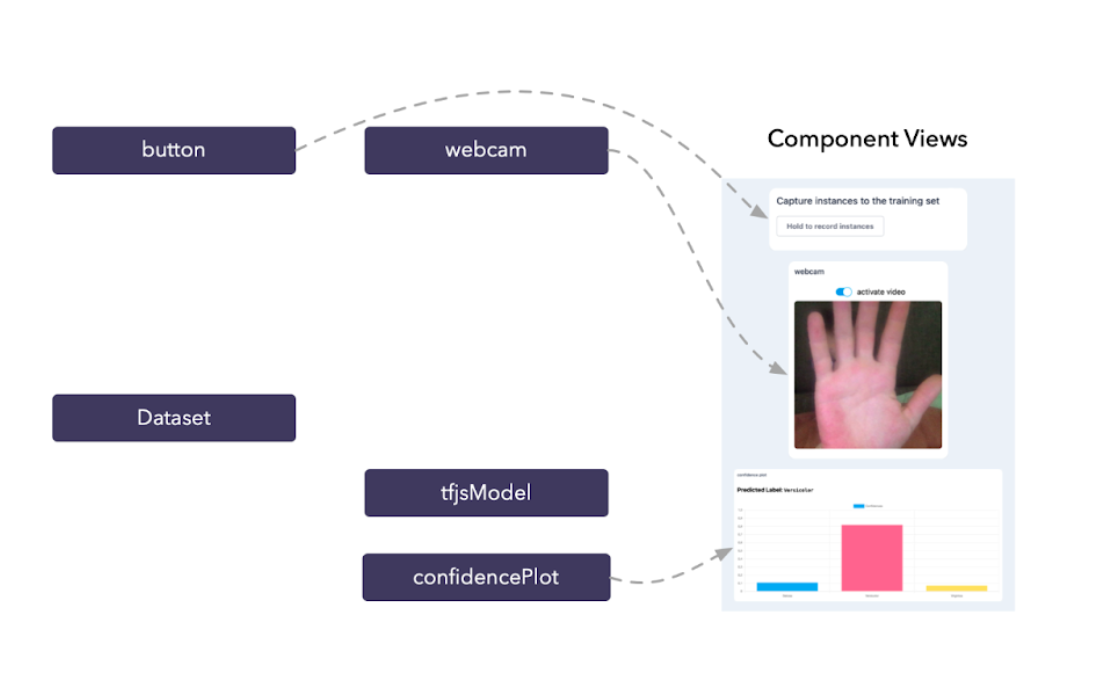 button
webcam
Component Views
Capture instances to the training set
Hold to record instances
webcam
activate video
Dataset
tfjsModel
confidencePlot
confidence plot
Predicted Label: Versicolor